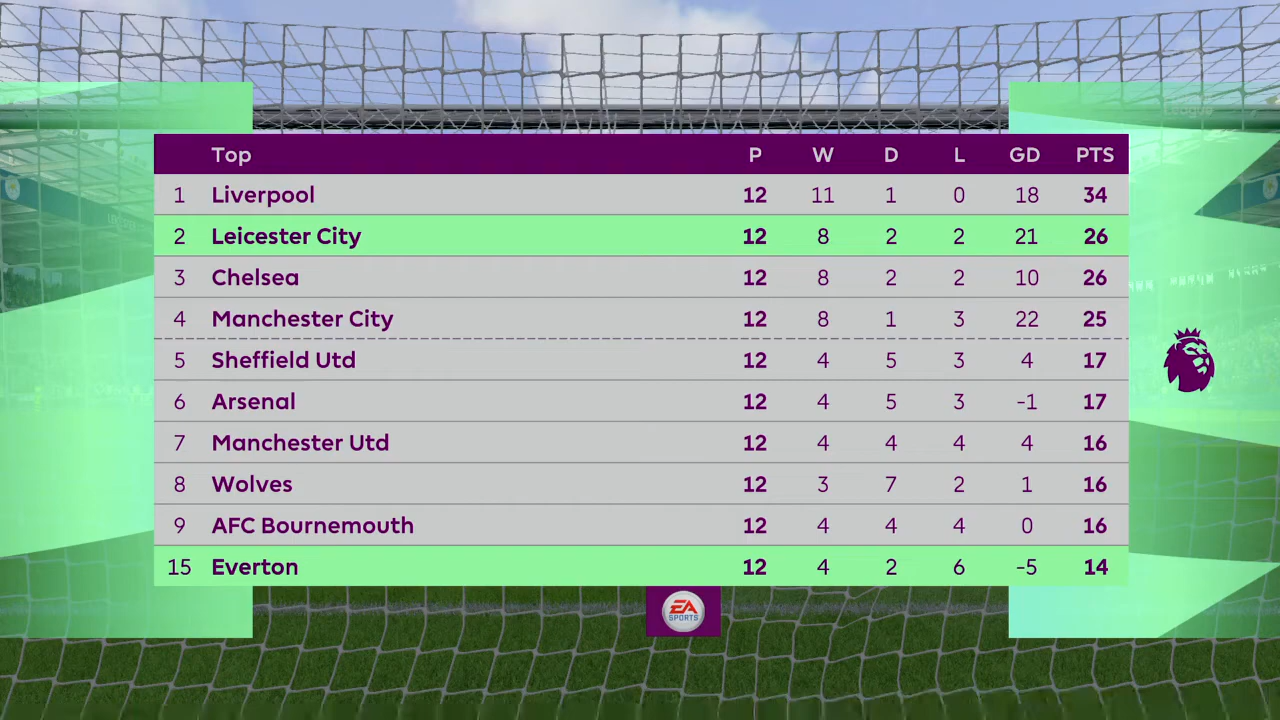 Top P W D L GD PTS
1 Liverpool 12 11 1 0 18 34
2 Leicester City 12 8 2 2 21 26
3 Chelsea 12 8 2 2 10 26
4 Manchester City 12 8 1 3 22 25
5 Sheffield Utd 12 4 5 3 4 17
6 Arsenal 12 4 5 3 -1 17
7 Manchester Utd 12 4 4 4 4 16
8 Wolves 12 3 7 2 1 16
9 AFC Bournemouth 12 4 4 4 0 16
15 Everton 12 4 2 6 -5 14
EA
SPORTS